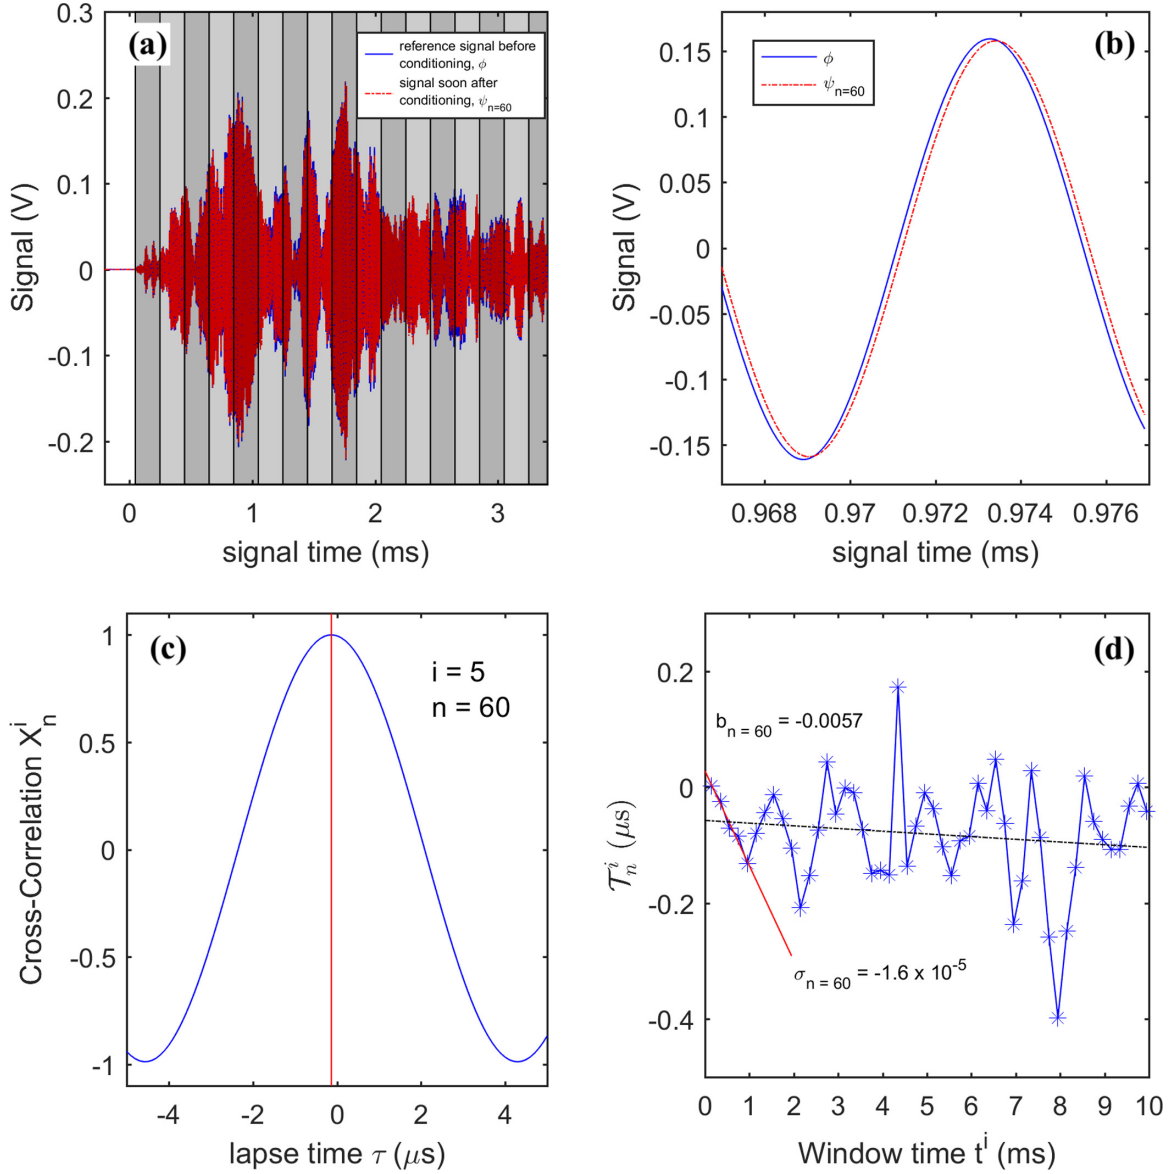 (a)
0.3
0.2
0.1
0
-0.1
-0.2
Signal (V)
reference signal before
conditioning, ϕ
signal soon after
conditioning, ψn=60
0
1
2
3
signal time (ms)
(b)
0.15
0.1
0.05
0
-0.05
-0.1
-0.15
Signal (V)
ϕ
ψn=60
0.968
0.97
0.972
0.974
0.976
signal time (ms)
(c)
1
0.5
0
-0.5
-1
Cross-Correlation Xni
i = 5
n = 60
-4
-2
0
2
4
lapse time τ (μs)
(d)
0.2
0
-0.2
-0.4
𝒯ni (μs)
bn = 60 = -0.0057
σn = 60 = -1.6 x 10-5
0 1 2 3 4 5 6 7 8 9 10
Window time ti (ms)